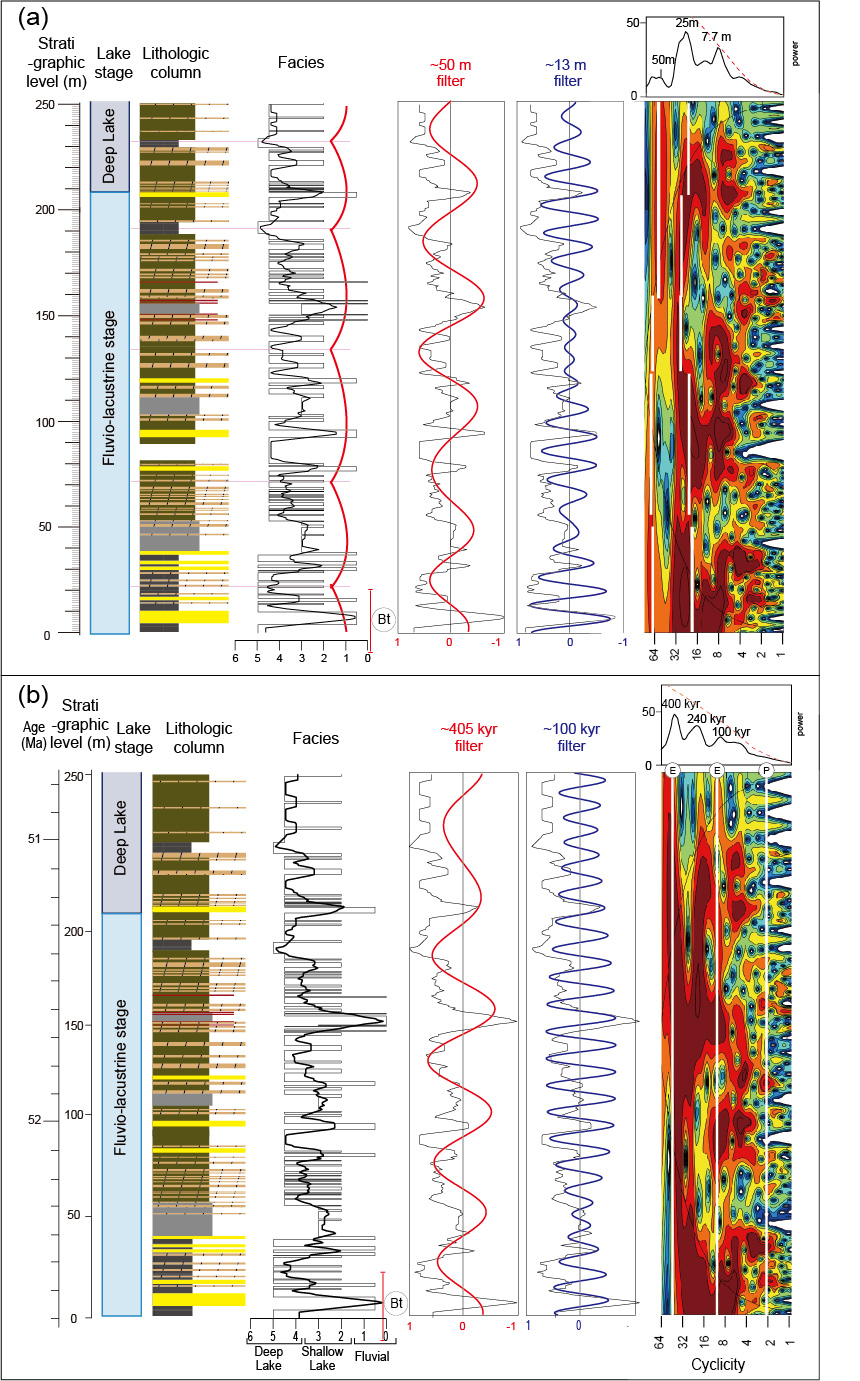 (a)
Strati
-graphic
level (m)
Lake
stage
Lithologic
column
Facies
~50 m
filter
~13 m
filter
50
0
50m
25m
7.7 m
power
250
200
150
100
50
0
Deep Lake
Fluvio-lacustrine stage
Bt
6 5 4 3 2 1 0
1 0 -1
1 0 -1
64 32 16 8 4 2 1
(b)
Age
(Ma)
Strati
-graphic
level (m)
Lake
stage
Lithologic
column
Facies
~405 kyr
filter
~100 kyr
filter
50
0
400 kyr
240 kyr
100 kyr
power
E E P
51
52
250
200
150
100
50
0
Deep Lake
Fluvio-lacustrine stage
Bt
6 5 4 3 2 1 0
Deep
Lake
Shallow
Lake
Fluvial
1 0 -1
1 0
64 32 16 8 4 2 1
Cyclicity